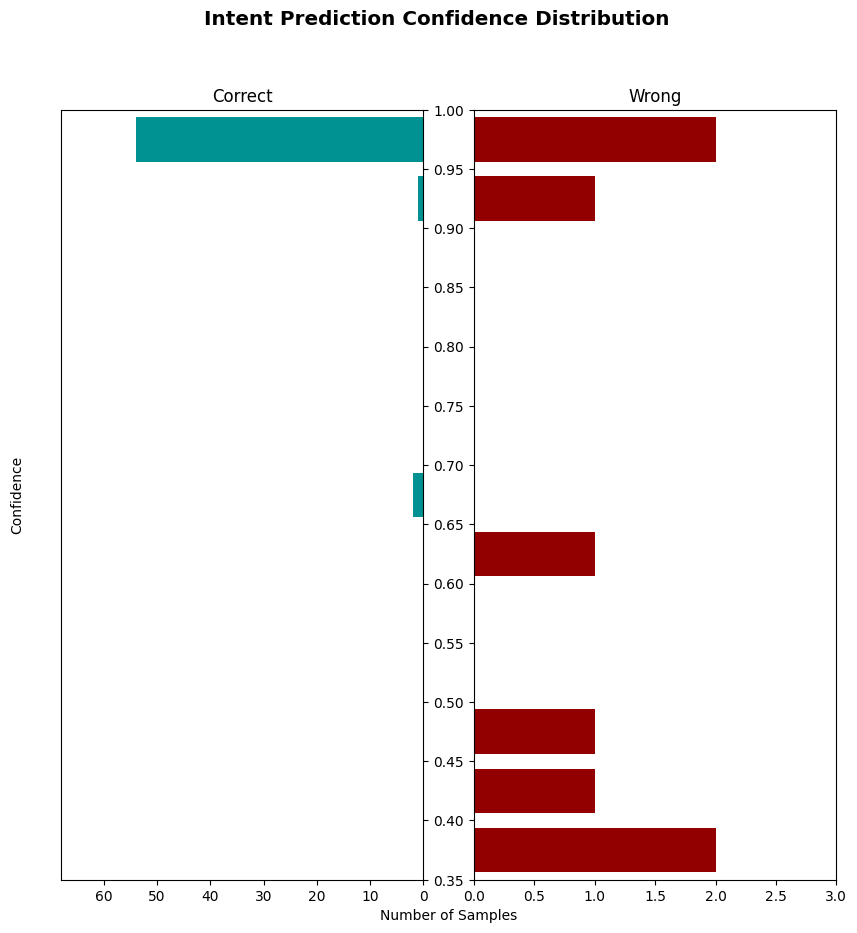 Intent Prediction Confidence Distribution
Correct
Wrong
1.00
0.95
0.90
0.85
0.80
0.75
0.70
0.65
0.60
0.55
0.50
0.45
0.40
0.35
Confidence
60 50 40 30 20 10 0
0.0 0.5 1.0 1.5 2.0 2.5 3.0
Number of Samples